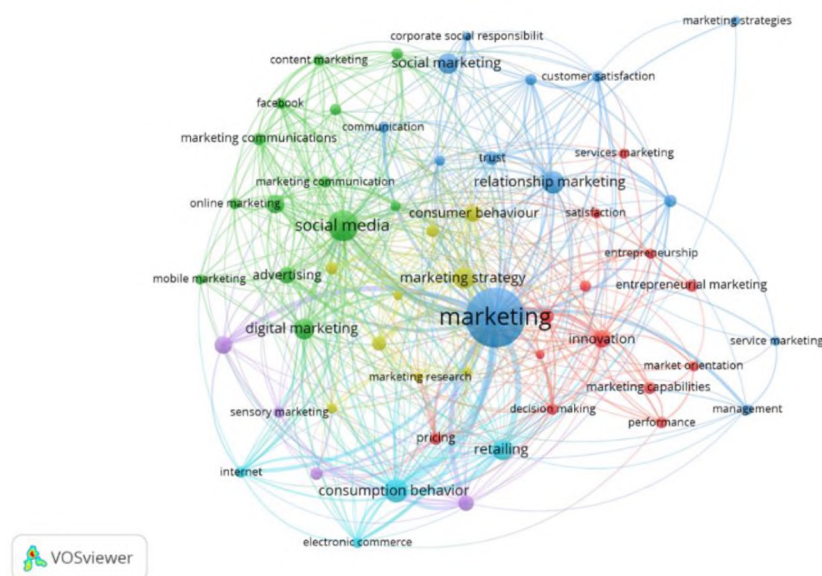 marketing strategies
corporate social responsibilit
content marketing
social marketing
customer satisfaction
facebook
communication
marketing communications
services marketing
trust
marketing communication
relationship marketing
online marketing
consumer behaviour
satisfaction
social media
entrepreneurship
mobile marketing
advertising
marketing strategy
entrepreneurial marketing
marketing
digital marketing
innovation
service marketing
market orientation
marketing research
marketing capabilities
sensory marketing
decision making
management
performance
pricing
retailing
internet
consumption behavior
electronic commerce
VOSviewer